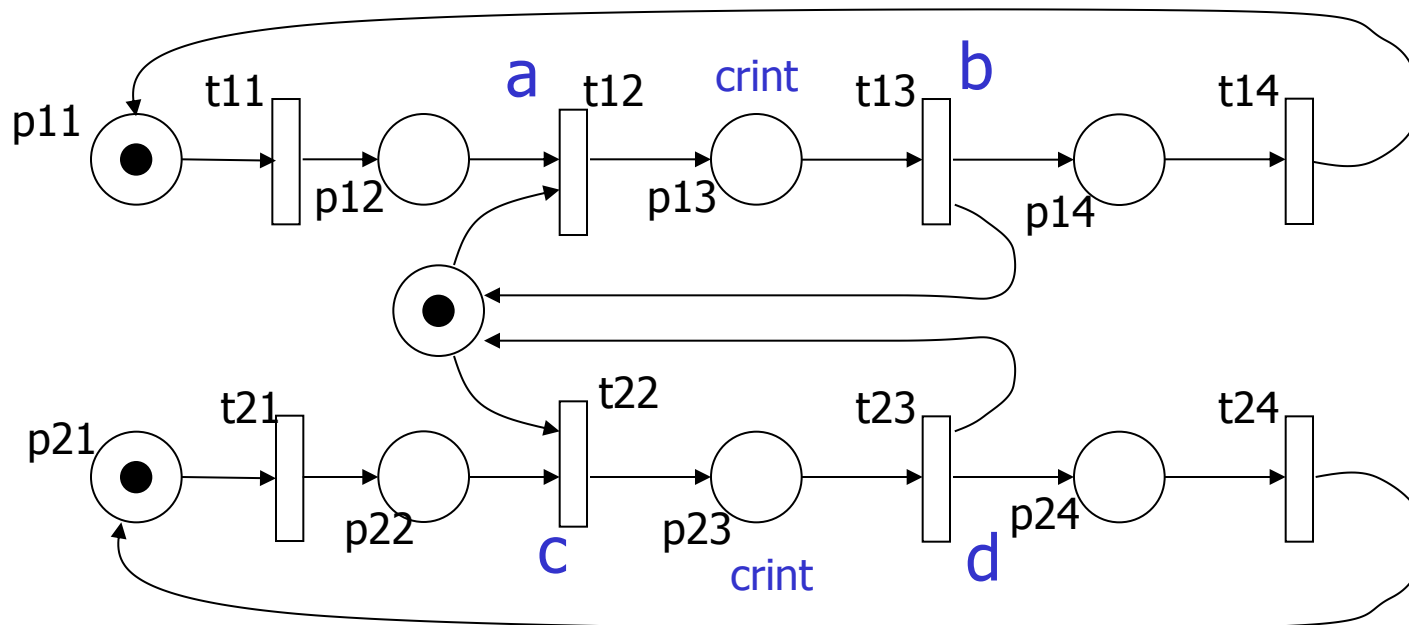 a
crint
b
t11
t12
t13
t14
p11
p12
p13
p14
t21
t22
t23
t24
p21
p22
p23
p24
c
crint
d